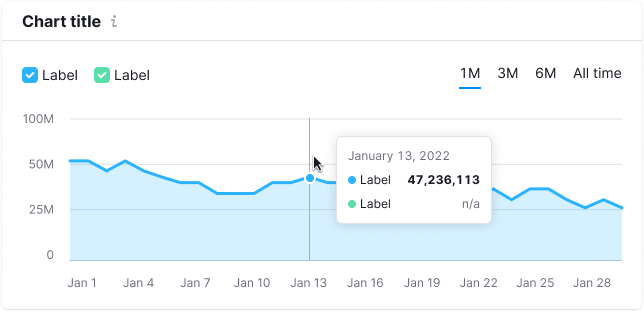 Chart title
Label Label 1M 3M 6M All time
100M
50M
25M
0
January 13, 2022
Label 47,236,113
Label n/a
Jan 1 Jan 4 Jan 7 Jan 10 Jan 13 Jan 16 Jan 19 Jan 22 Jan 25 Jan 28